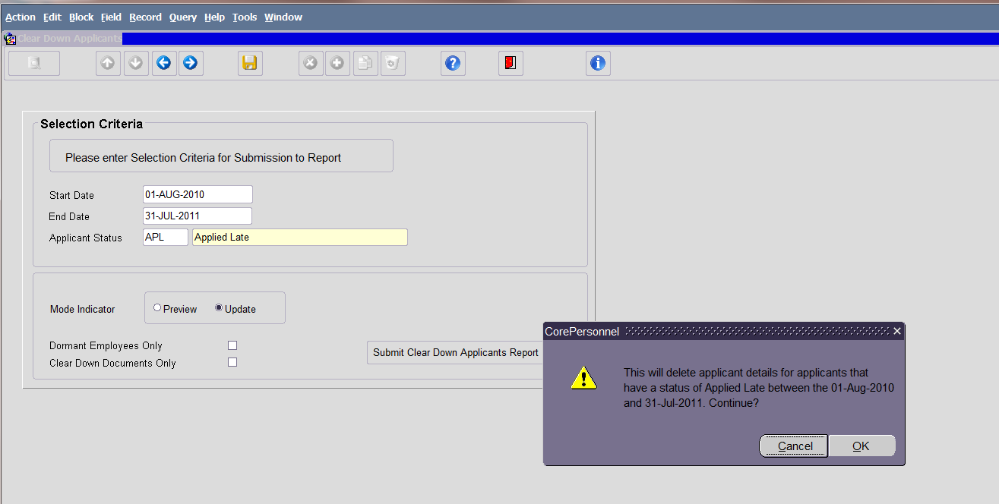 Action Edit Block Field Record Query Help Tools Window
Clear Down Applicants
Selection Criteria
Please enter Selection Criteria for Submission to Report
Start Date 01-AUG-2010
End Date 31-JUL-2011
Applicant Status APL Applied Late
Mode Indicator Preview Update
Dormant Employees Only
Clear Down Documents Only
Submit Clear Down Applicants Report
CorePersonnel
This will delete applicant details for applicants that
have a status of Applied Late between the 01-Aug-2010
and 31-Jul-2011. Continue?
Cancel OK